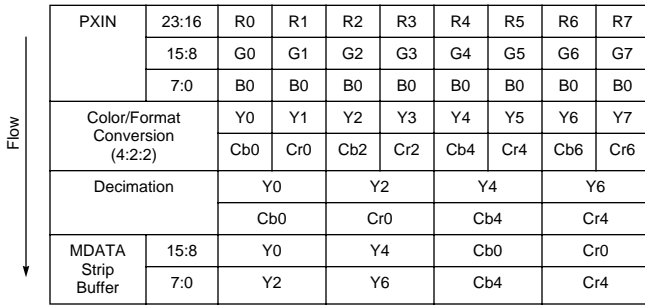 PXIN 23:16 R0 R1 R2 R3 R4 R5 R6 R7
15:8 G0 G1 G2 G3 G4 G5 G6 G7
7:0 B0 B0 B0 B0 B0 B0 B0 B0
Flow
Color/Format Conversion (4:2:2) Y0 Y1 Y2 Y3 Y4 Y5 Y6 Y7
Cb0 Cr0 Cb2 Cr2 Cb4 Cr4 Cb6 Cr6
Decimation Y0 Y2 Y4 Y6
Cb0 Cr0 Cb4 Cr4
MDATA Strip Buffer 15:8 Y0 Y4 Cb0 Cr0
7:0 Y2 Y6 Cb4 Cr4